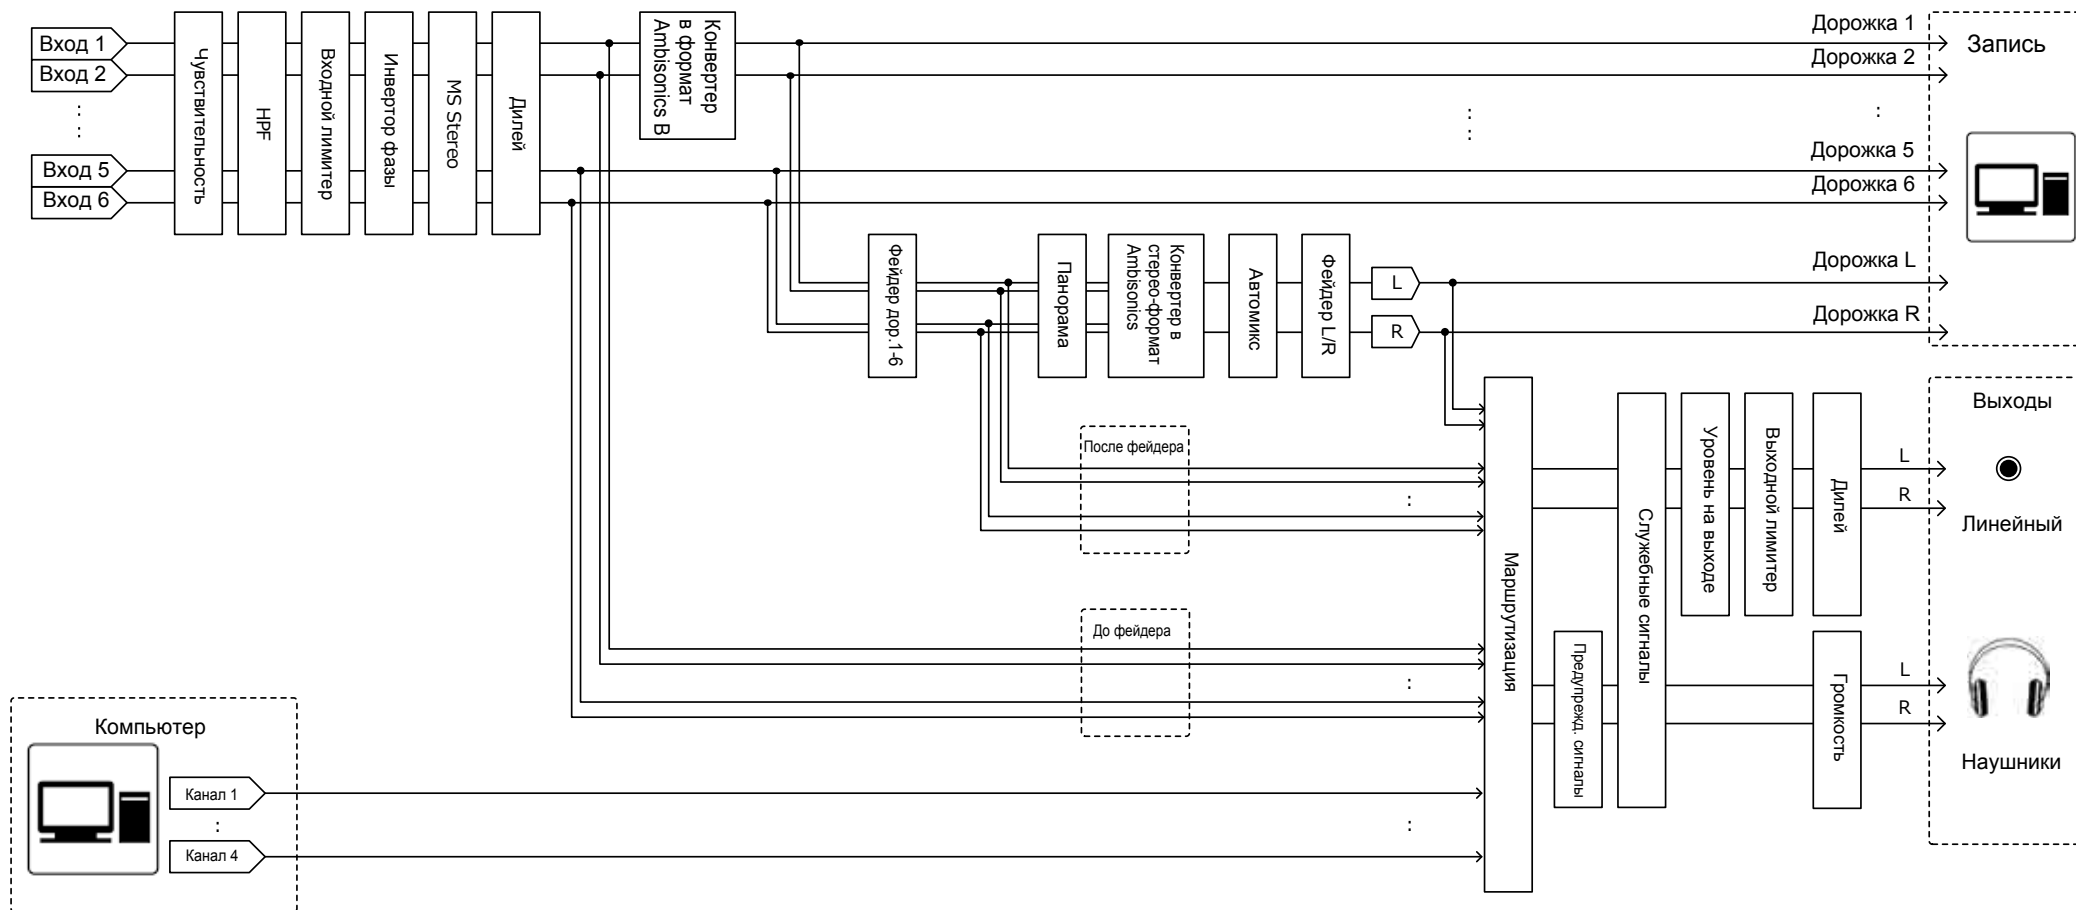 Вход 1
Вход 2
Вход 5
Вход 6
Чувствительность
HPF
Входной лимитер
Инвертор фазы
MS Stereo
Дилей
Конвертер
в формат
Ambisonics B
Дорожка 1
Дорожка 2
Дорожка 5
Дорожка 6
Дорожка L
Дорожка R
Запись
Фейдер дор.1-6
Панорама
Конвертер в
стерео-формат
Ambisonics
Автомикс
Фейдер L/R
L
R
После фейдера
До фейдера
Маршрутизация
Предупрежд. сигналы
Служебные сигналы
Уровень на выходе
Выходной лимитер
Дилей
Громкость
L
R
L
R
Выходы
Линейный
Наушники
Компьютер
Канал 1
Канал 4